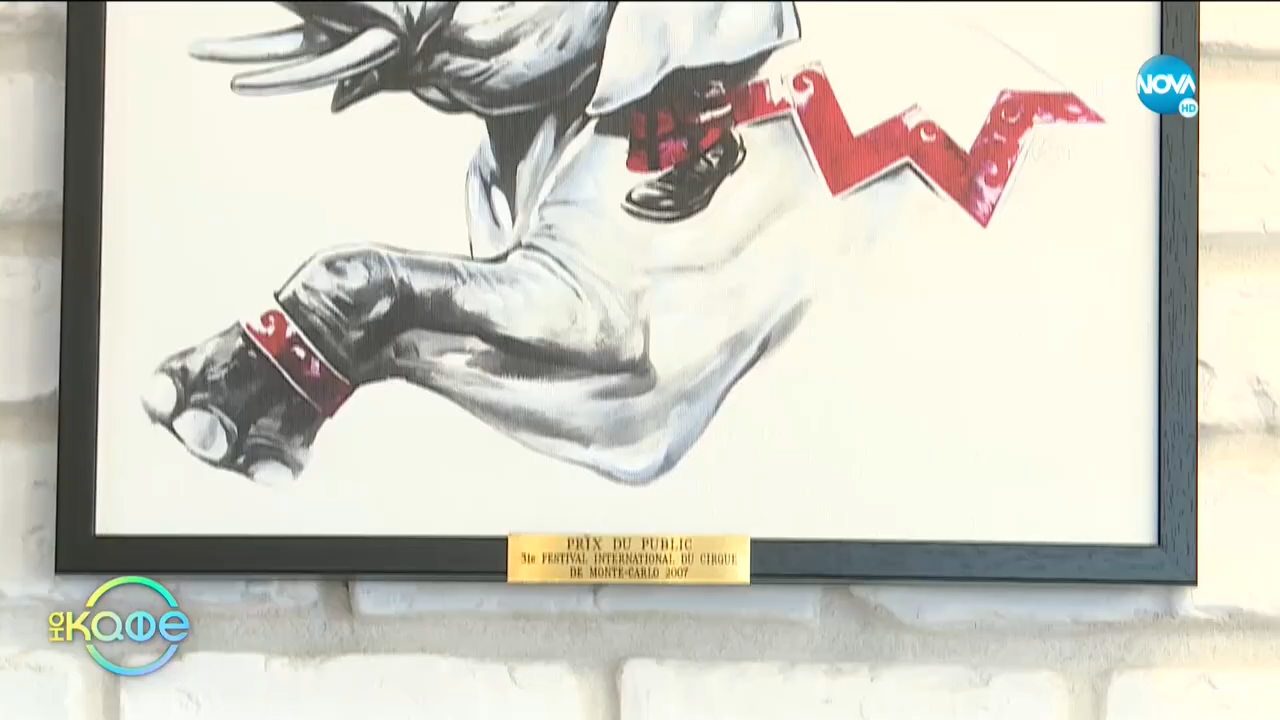 NOVA
HD
PRIX DU PUBLIC
31e FESTIVAL INTERNATIONAL DU CIRQUE
DE MONTE-CARLO 2007
на кафе